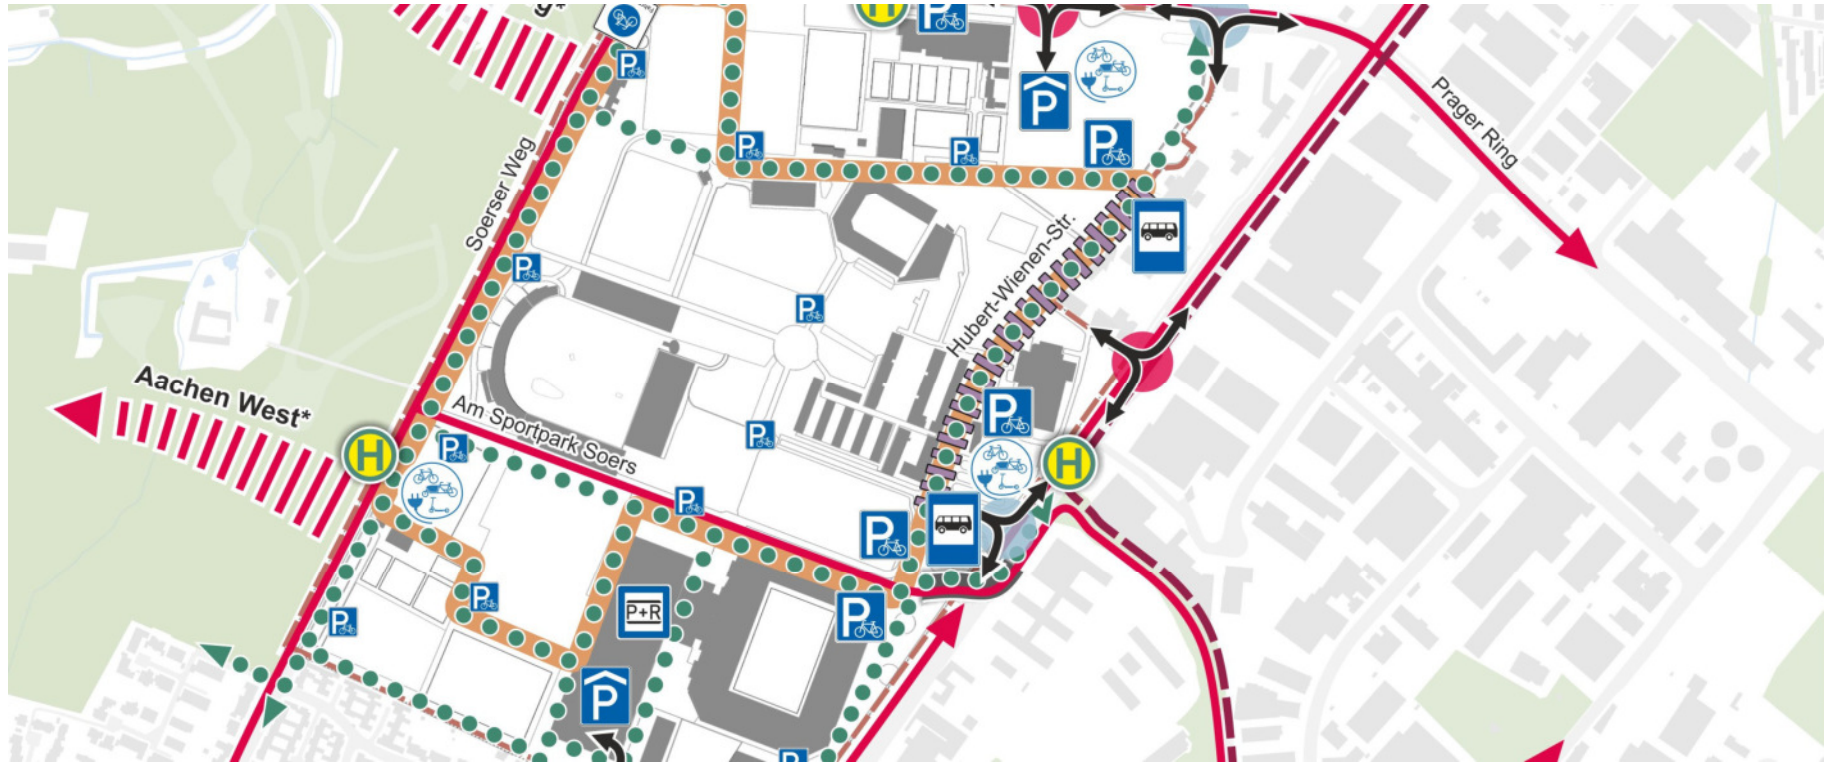 g*
H
P
P
P
P
Prager Ring
P
P
P
Soerser Weg
Hubert-Wienen-Str.
P
P
Aachen West*
Am Sportpark Soers
P
H
P
P
H
P
P
P
P+R
P
P
P
P